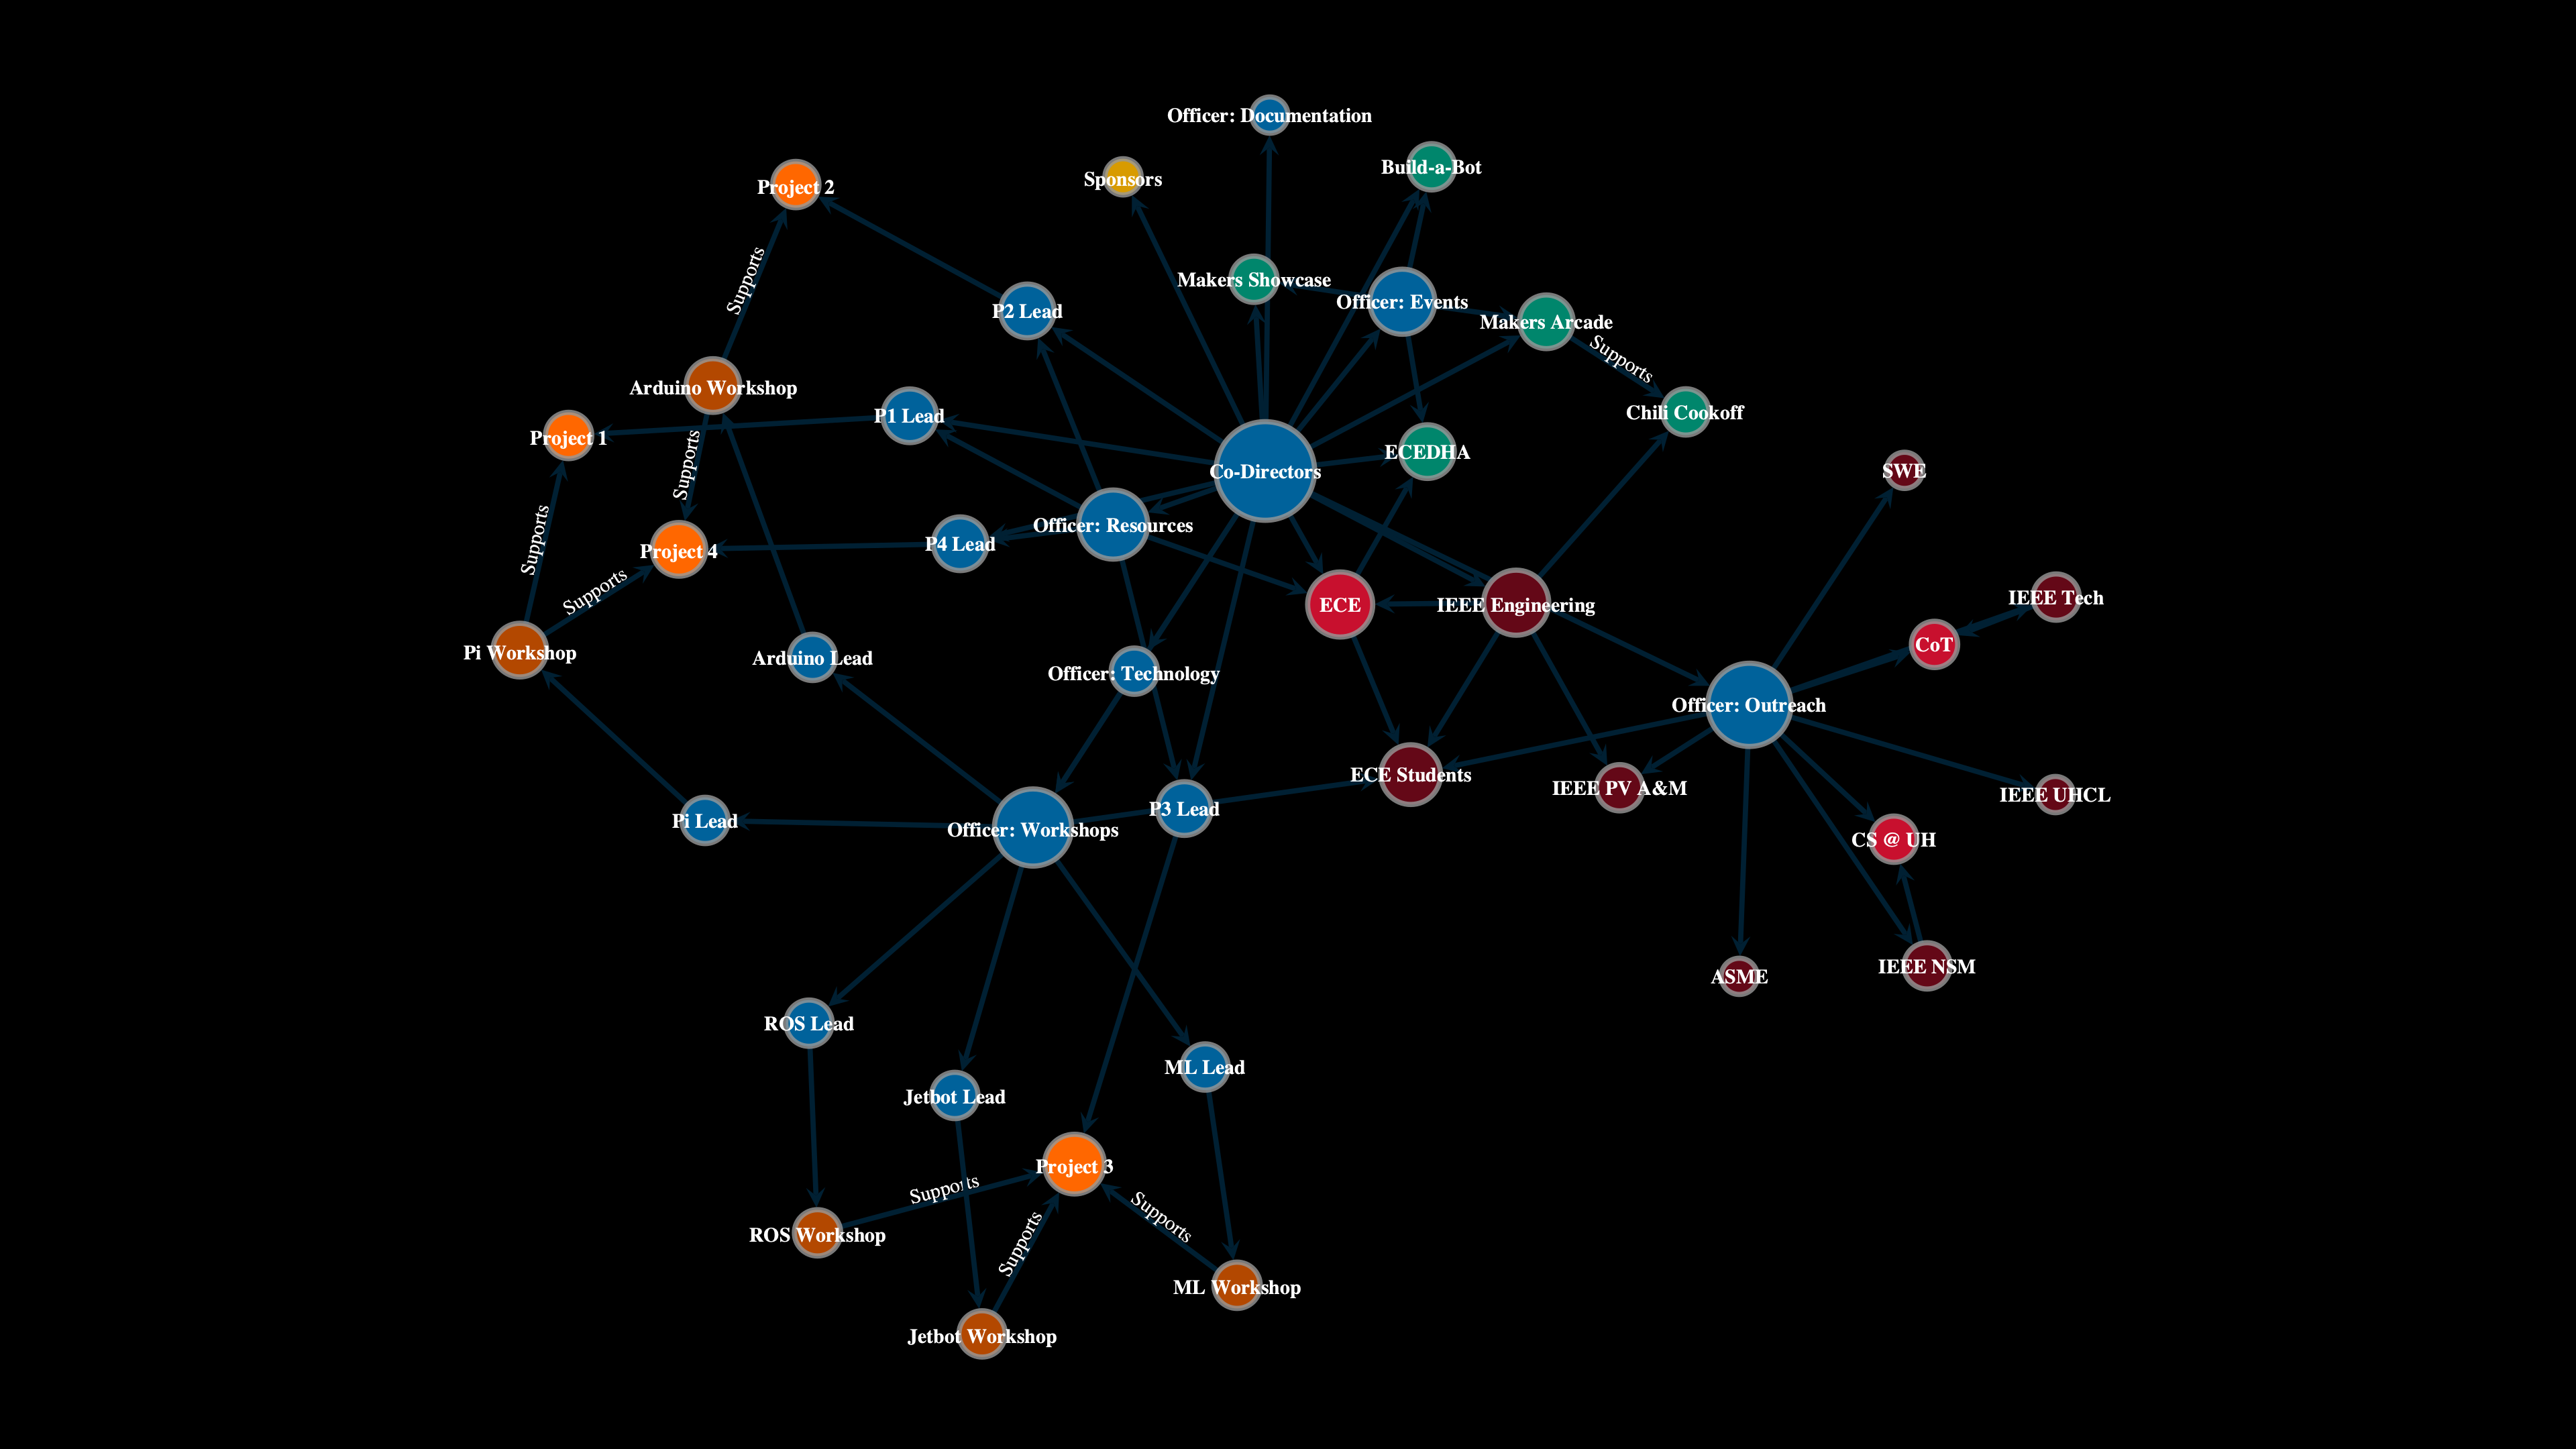 Officer: Documentation
Build-a-Bot
Sponsors
Project 2
Makers Showcase
Officer: Events
Supports
P2 Lead
Makers Arcade
Supports
Arduino Workshop
P1 Lead
Chili Cookoff
Project 1
ECEDHA
Supports
Co-Directors
SWE
Officer: Resources
Supports
P4 Lead
Project 4
Supports
IEEE Tech
ECE
IEEE Engineering
CoT
Pi Workshop
Arduino Lead
Officer: Technology
Officer: Outreach
ECE Students
IEEE PV A&M
IEEE UHCL
P3 Lead
Pi Lead
Officer: Workshops
CS @ UH
IEEE NSM
ASME
ROS Lead
ML Lead
Jetbot Lead
Project 3
Supports
Supports
ROS Workshop
Supports
ML Workshop
Jetbot Workshop